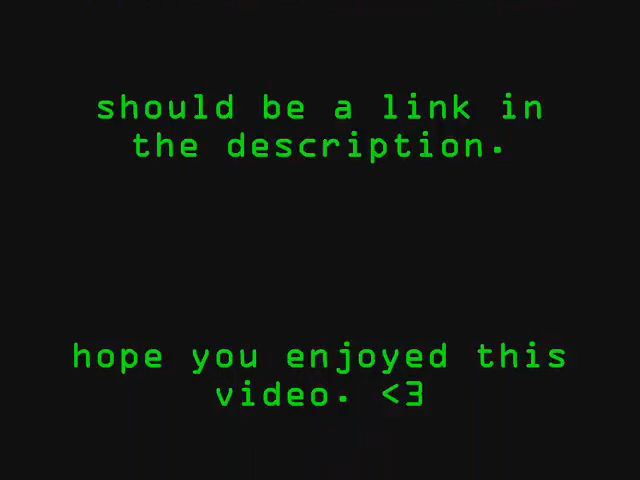 should be a link in
the description.
hope you enjoyed this
video. <3